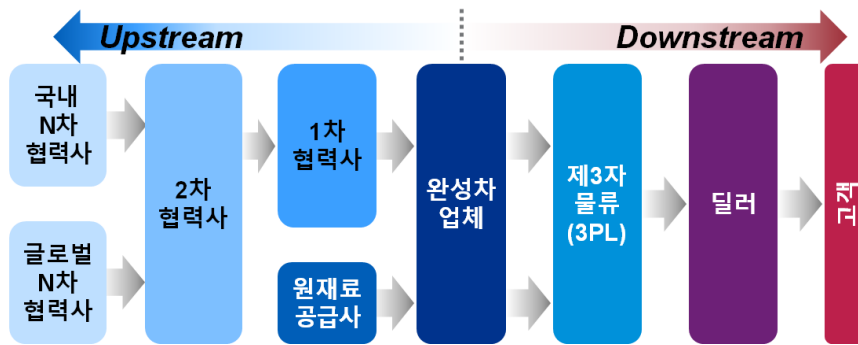 Upstream
Downstream
국내
N차
협력사
글로벌
N차
협력사
2차
협력사
1차
협력사
원재료
공급사
완성차
업체
제3자
물류
(3PL)
딜러
고객